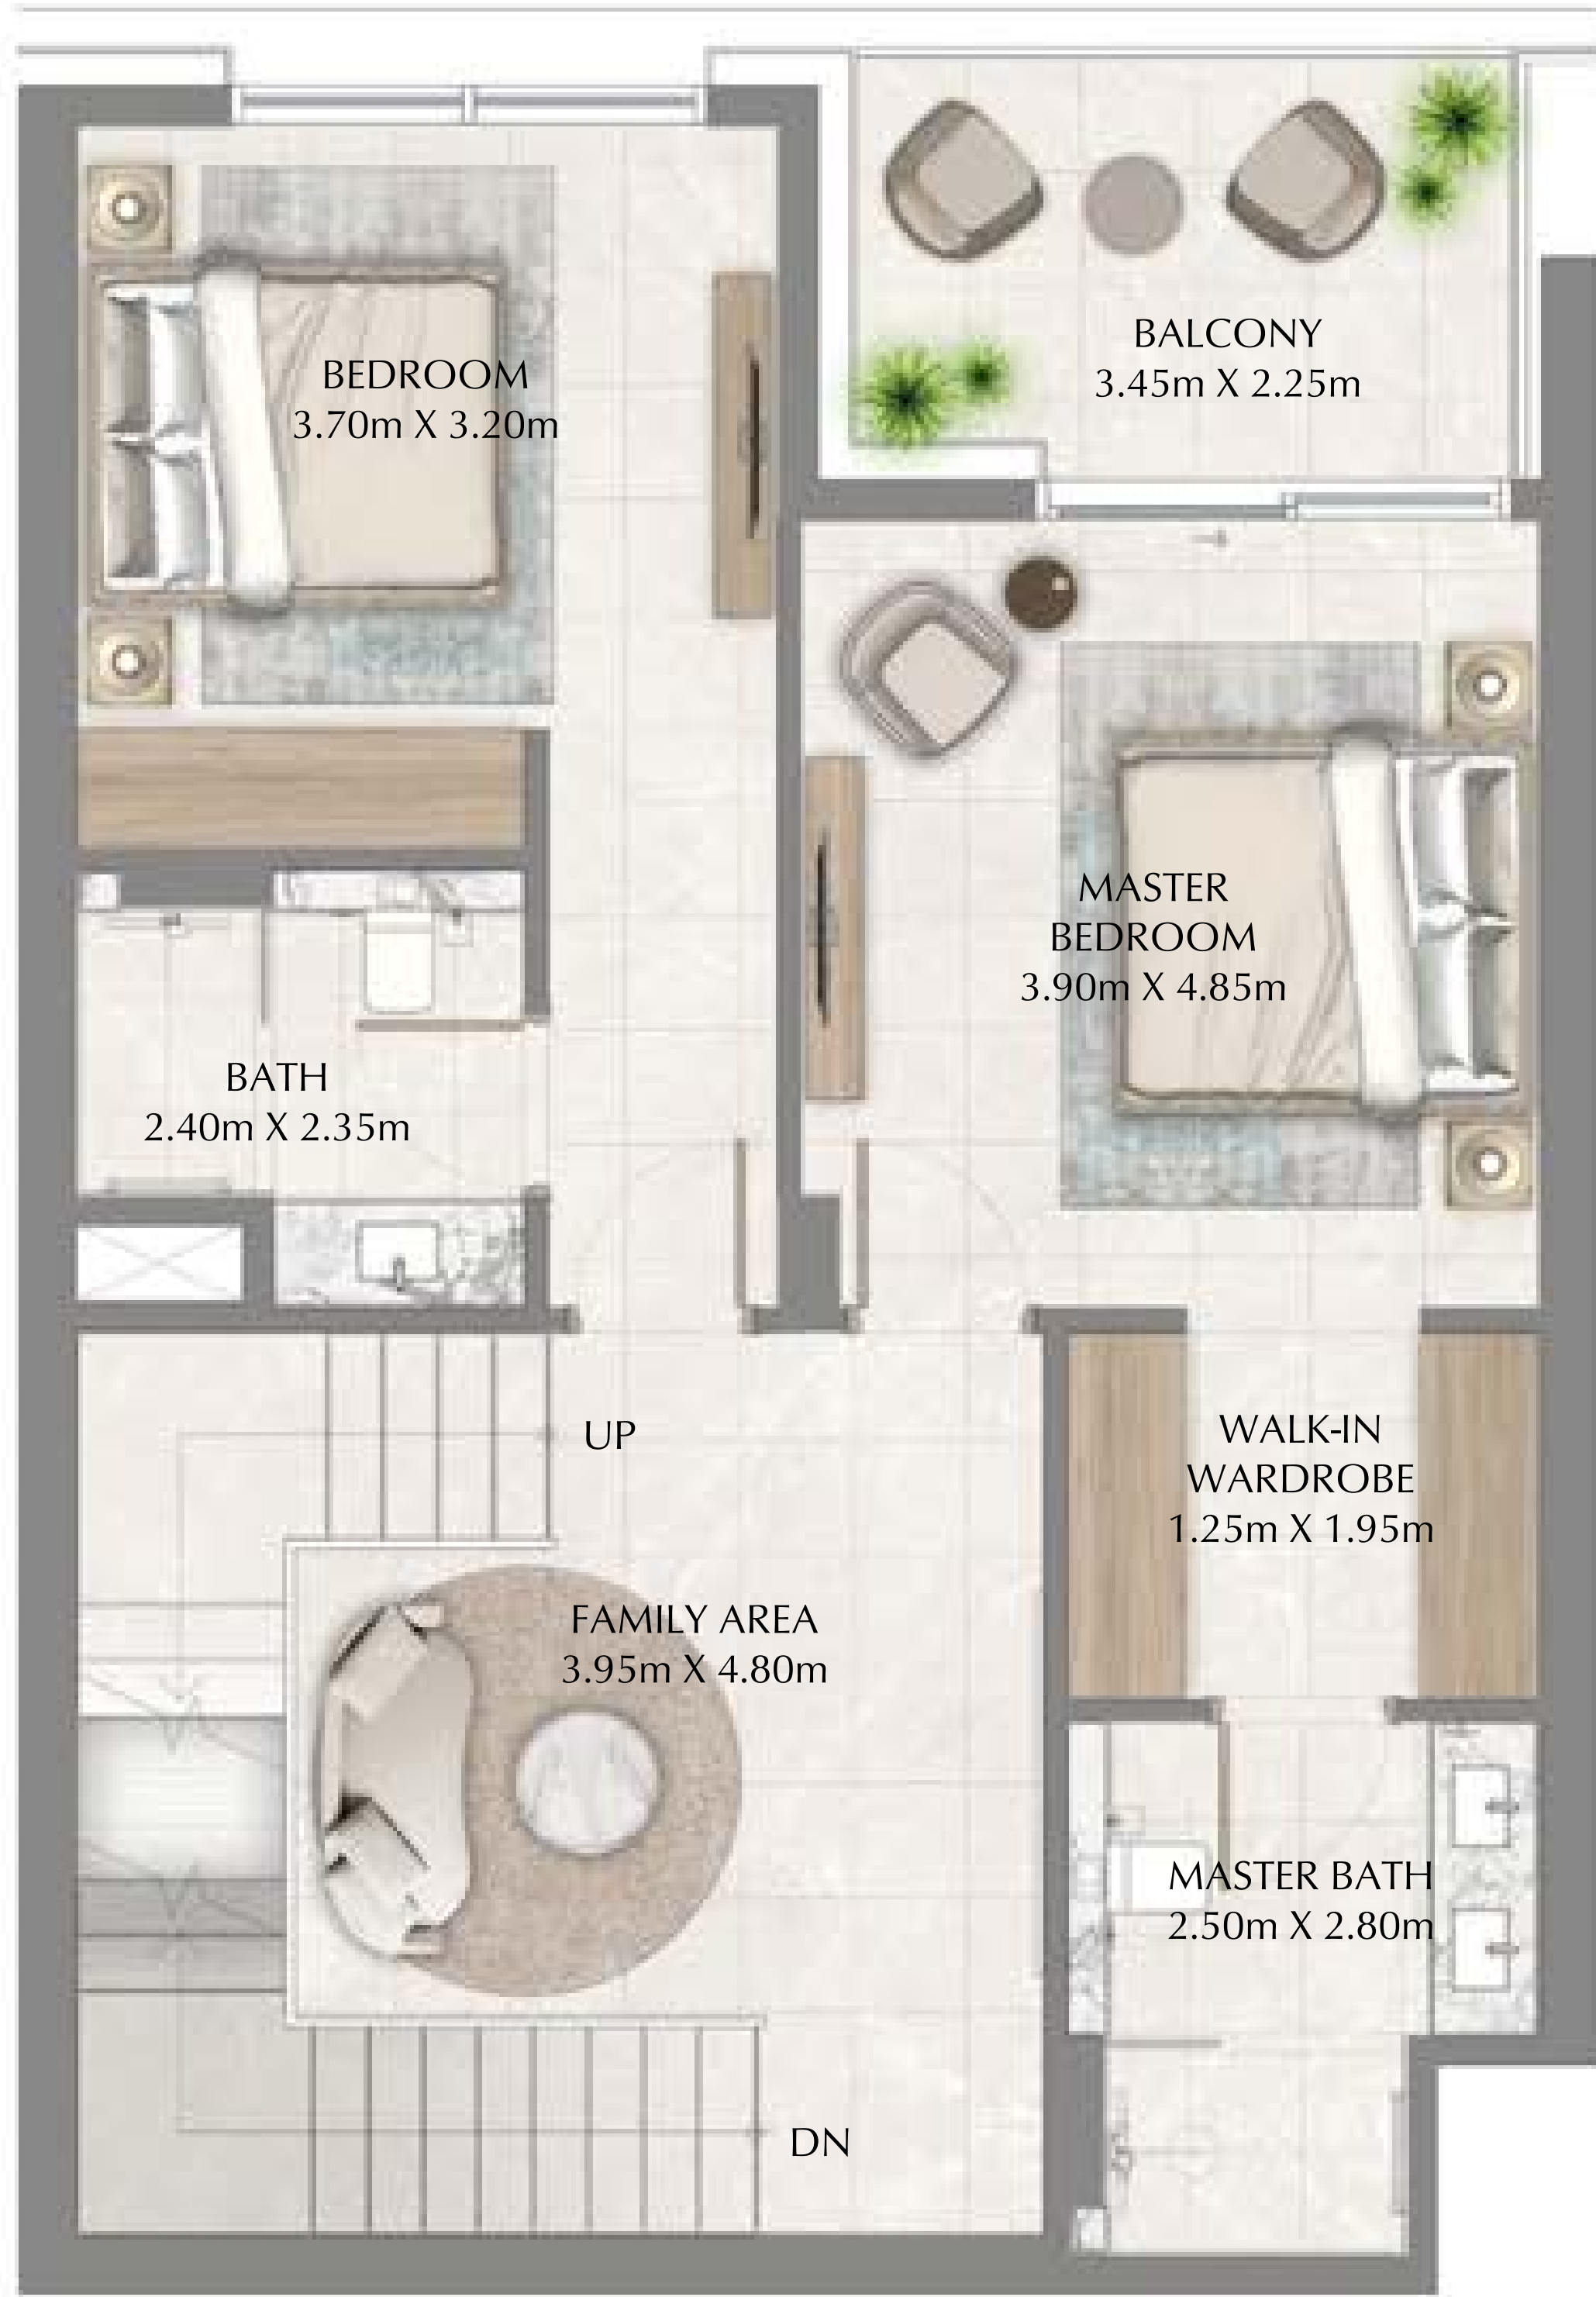 BALCONY
3.45m X 2.25m
BEDROOM
3.70m X 3.20m
MASTER
BEDROOM
3.90m X 4.85m
BATH
2.40m X 2.35m
UP
WALK-IN
WARDROBE
1.25m X 1.95m
FAMILY AREA
3.95m X 4.80m
MASTER BATH
2.50m X 2.80m
DN